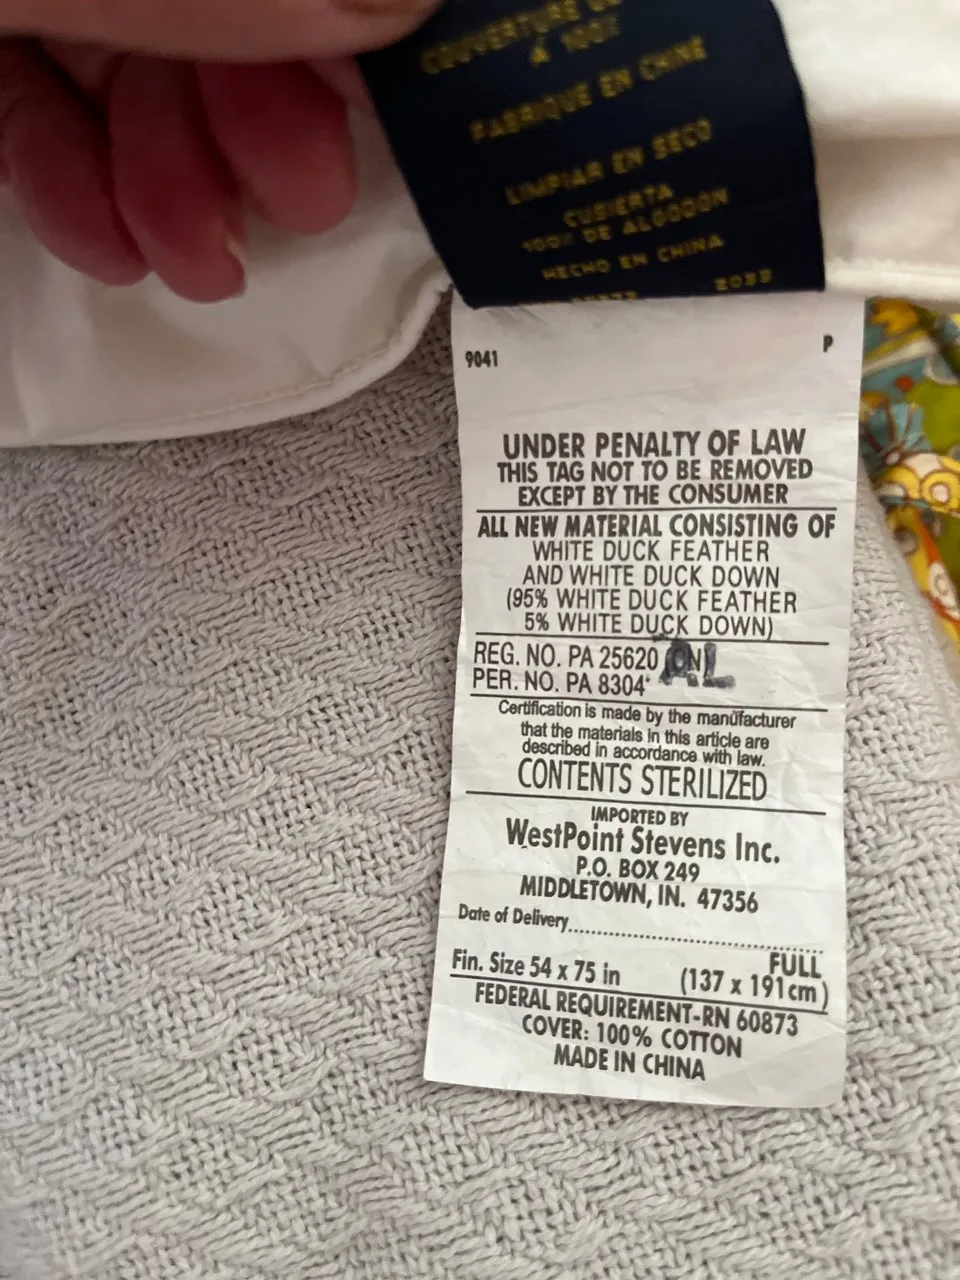 COUVERTURE
A 100%
FABRIQUE EN CHINE
LIMPIAR EN SECO
CUBIERTA
100% DE ALGODON
HECHO EN CHINA
2033
9041
P
UNDER PENALTY OF LAW
THIS TAG NOT TO BE REMOVED
EXCEPT BY THE CONSUMER
ALL NEW MATERIAL CONSISTING OF
WHITE DUCK FEATHER
AND WHITE DUCK DOWN
(95% WHITE DUCK FEATHER
5% WHITE DUCK DOWN)
REG. NO. PA 25620
PER. NO. PA 8304
Certification is made by the manufacturer
that the materials in this article are
described in accordance with law.
CONTENTS STERILIZED
IMPORTED BY
WestPoint Stevens Inc.
P.O. BOX 249
MIDDLETOWN, IN. 47356
Date of Delivery
FULL
Fin. Size 54 x 75 in (137 x 191cm)
FEDERAL REQUIREMENT-RN 60873
COVER: 100% COTTON
MADE IN CHINA